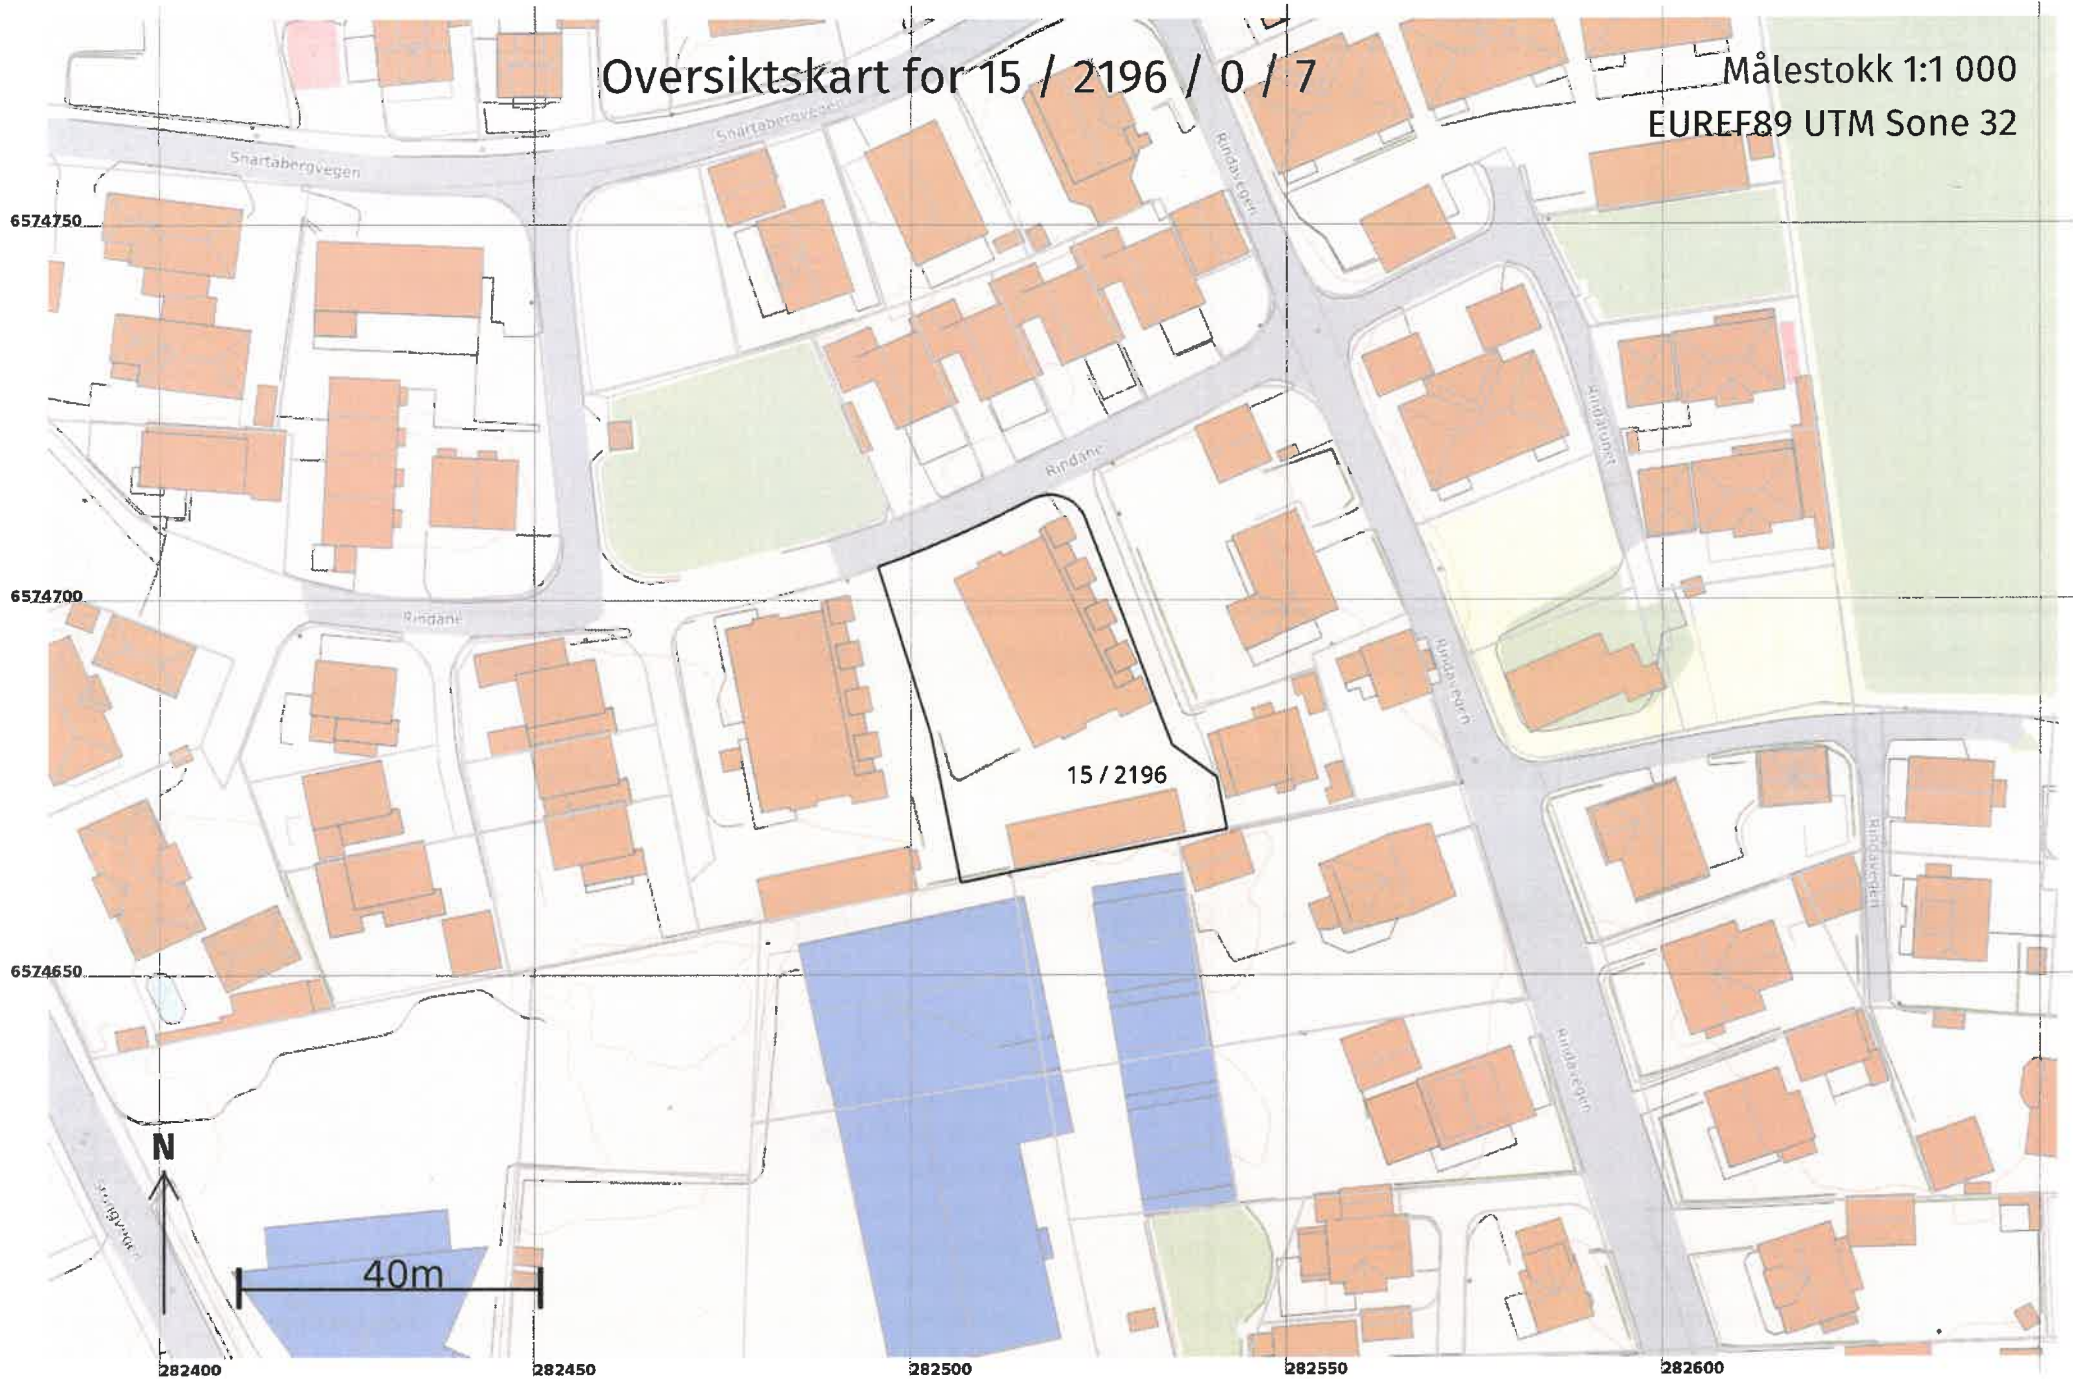 Oversiktskart for 15 / 2196 / 0 / 7
Målestokk 1:1 000
EUREF89 UTM Sone 32
Snartabergvegen
Snartabergvegen
Rindavegen
6574750
Rindatunet
Rindane
6574700
Rindane
Rindavegen
15 / 2196
Rindavegen
6574650
Rindavegen
N
40m
282400
282450
282500
282550
282600